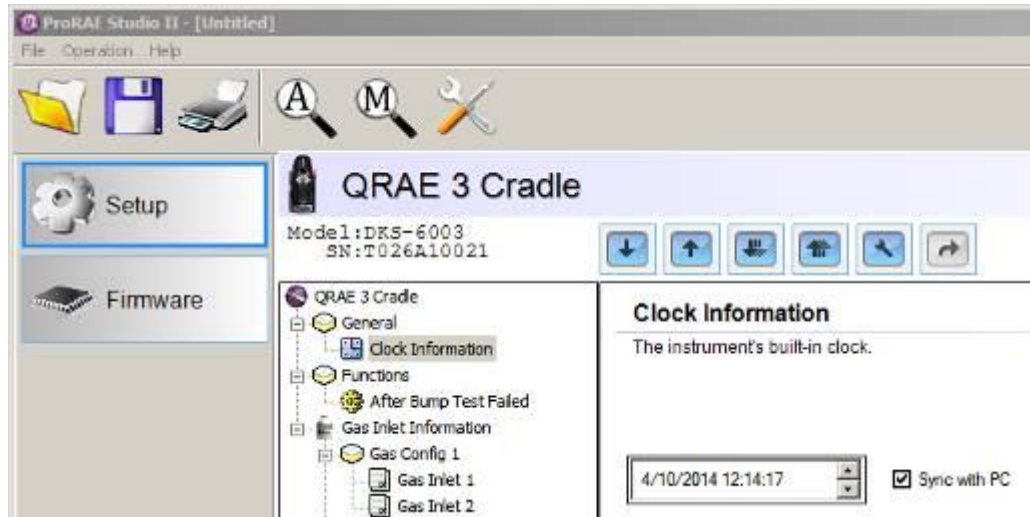 ProRAE Studio II - [Untitled]
File Operation Help
A M
Setup
Firmware
QRAE 3 Cradle
Model:DKS-6003
SN:T026A10021
QRAE 3 Cradle
General
Clock Information
Functions
After Bump Test Failed
Gas Inlet Information
Gas Config 1
Gas Inlet 1
Gas Inlet 2
Clock Information
The instrument's built-in clock.
4/10/2014 12:14:17
Sync with PC